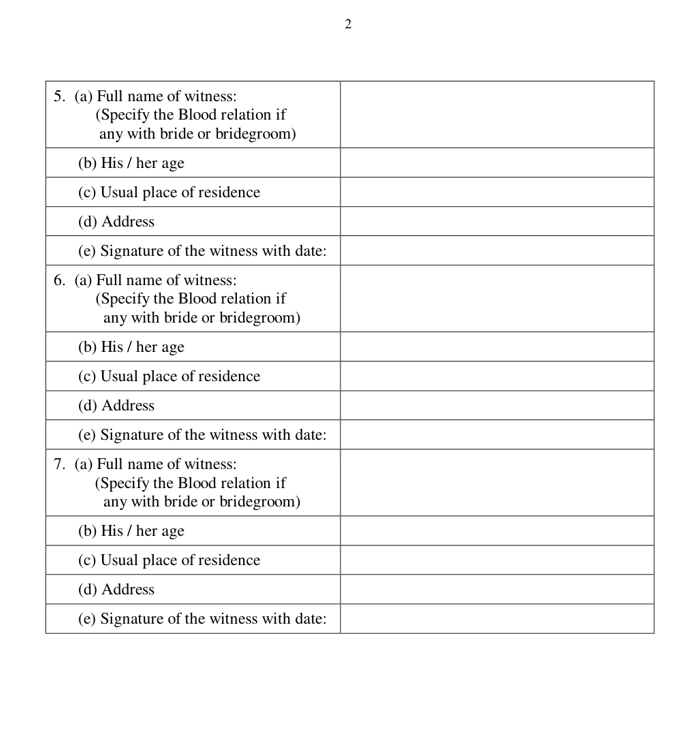 2
5. (a) Full name of witness:
(Specify the Blood relation if
any with bride or bridegroom)
(b) His / her age
(c) Usual place of residence
(d) Address
(e) Signature of the witness with date:
6. (a) Full name of witness:
(Specify the Blood relation if
any with bride or bridegroom)
(b) His / her age
(c) Usual place of residence
(d) Address
(e) Signature of the witness with date:
7. (a) Full name of witness:
(Specify the Blood relation if
any with bride or bridegroom)
(b) His / her age
(c) Usual place of residence
(d) Address
(e) Signature of the witness with date: